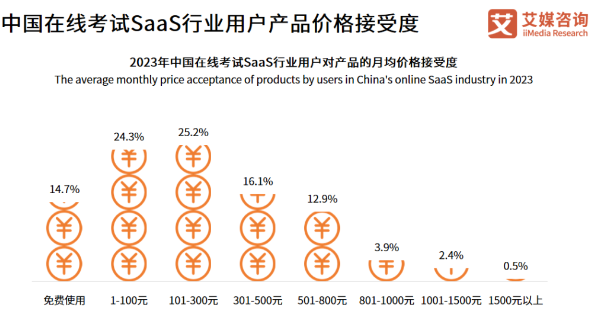 中国在线考试SaaS行业用户产品价格接受度
艾媒咨询
iiMedia Research
2023年中国在线考试SaaS行业用户对产品的月均价格接受度
The average monthly price acceptance of products by users in China's online SaaS industry in 2023
14.7%
24.3%
25.2%
16.1%
12.9%
3.9%
2.4%
0.5%
免费使用
1-100元
101-300元
301-500元
501-800元
801-1000元
1001-1500元
1500元以上